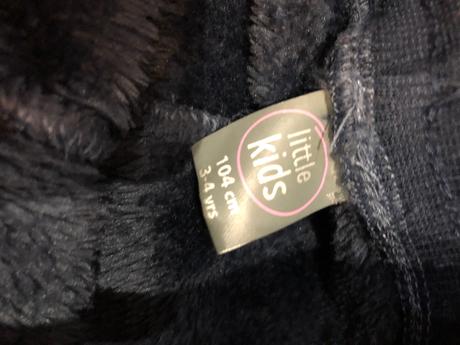 little
kids
104 cm
3-4 yrs